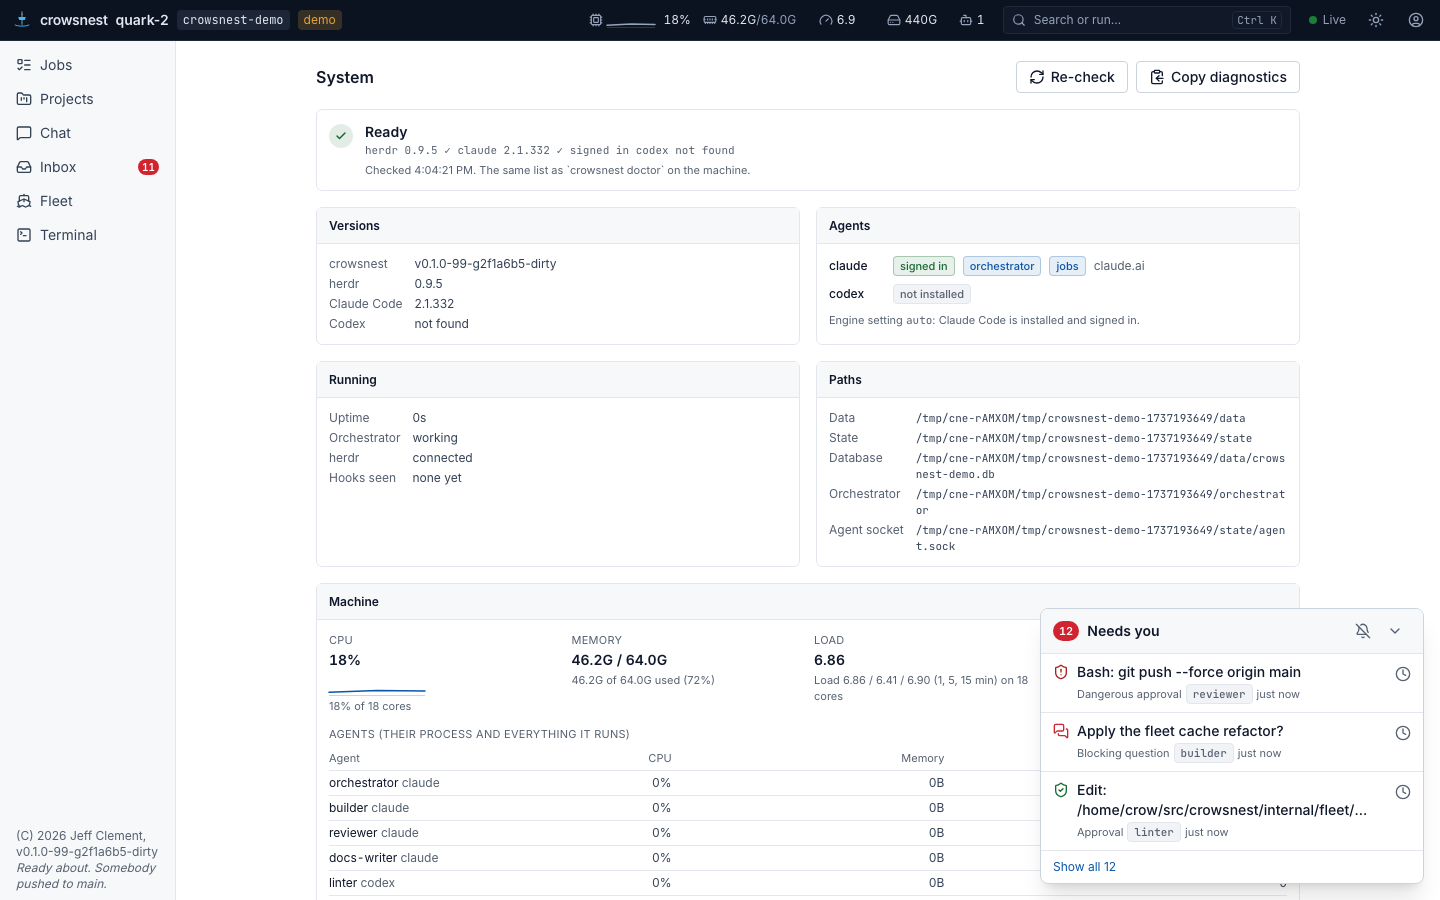 crowsnest quark-2 crowsnest-demo demo 18% 46.2G/64.0G 6.9 440G 1 Search or run... Ctrl K Live
Jobs
Projects
Chat
Inbox 11
Fleet
Terminal
(C) 2026 Jeff Clement,
v0.1.0-99-g2f1a6b5-dirty
Ready about. Somebody
pushed to main.
System
Re-check
Copy diagnostics
Ready
herdr 0.9.5 ✓ claude 2.1.332 ✓ signed in codex not found
Checked 4:04:21 PM. The same list as `crowsnest doctor` on the machine.
Versions
crowsnest v0.1.0-99-g2f1a6b5-dirty
herdr 0.9.5
Claude Code 2.1.332
Codex not found
Agents
claude signed in orchestrator jobs claude.ai
codex not installed
Engine setting auto: Claude Code is installed and signed in.
Running
Uptime 0s
Orchestrator working
herdr connected
Hooks seen none yet
Paths
Data /tmp/cne-rAMXOM/tmp/crowsnest-demo-1737193649/data
State /tmp/cne-rAMXOM/tmp/crowsnest-demo-1737193649/state
Database /tmp/cne-rAMXOM/tmp/crowsnest-demo-1737193649/data/crows
nest-demo.db
Orchestrator /tmp/cne-rAMXOM/tmp/crowsnest-demo-1737193649/orchestrat
or
Agent socket /tmp/cne-rAMXOM/tmp/crowsnest-demo-1737193649/state/agen
t.sock
Machine
CPU
18%
18% of 18 cores
MEMORY
46.2G / 64.0G
46.2G of 64.0G used (72%)
LOAD
6.86
Load 6.86 / 6.41 / 6.90 (1, 5, 15 min) on 18
cores
AGENTS (THEIR PROCESS AND EVERYTHING IT RUNS)
Agent CPU Memory
orchestrator claude 0% 0B
builder claude 0% 0B
reviewer claude 0% 0B
docs-writer claude 0% 0B
linter codex 0% 0B
12 Needs you
Bash: git push --force origin main
Dangerous approval reviewer just now
Apply the fleet cache refactor?
Blocking question builder just now
Edit:
/home/crow/src/crowsnest/internal/fleet/...
Approval linter just now
Show all 12